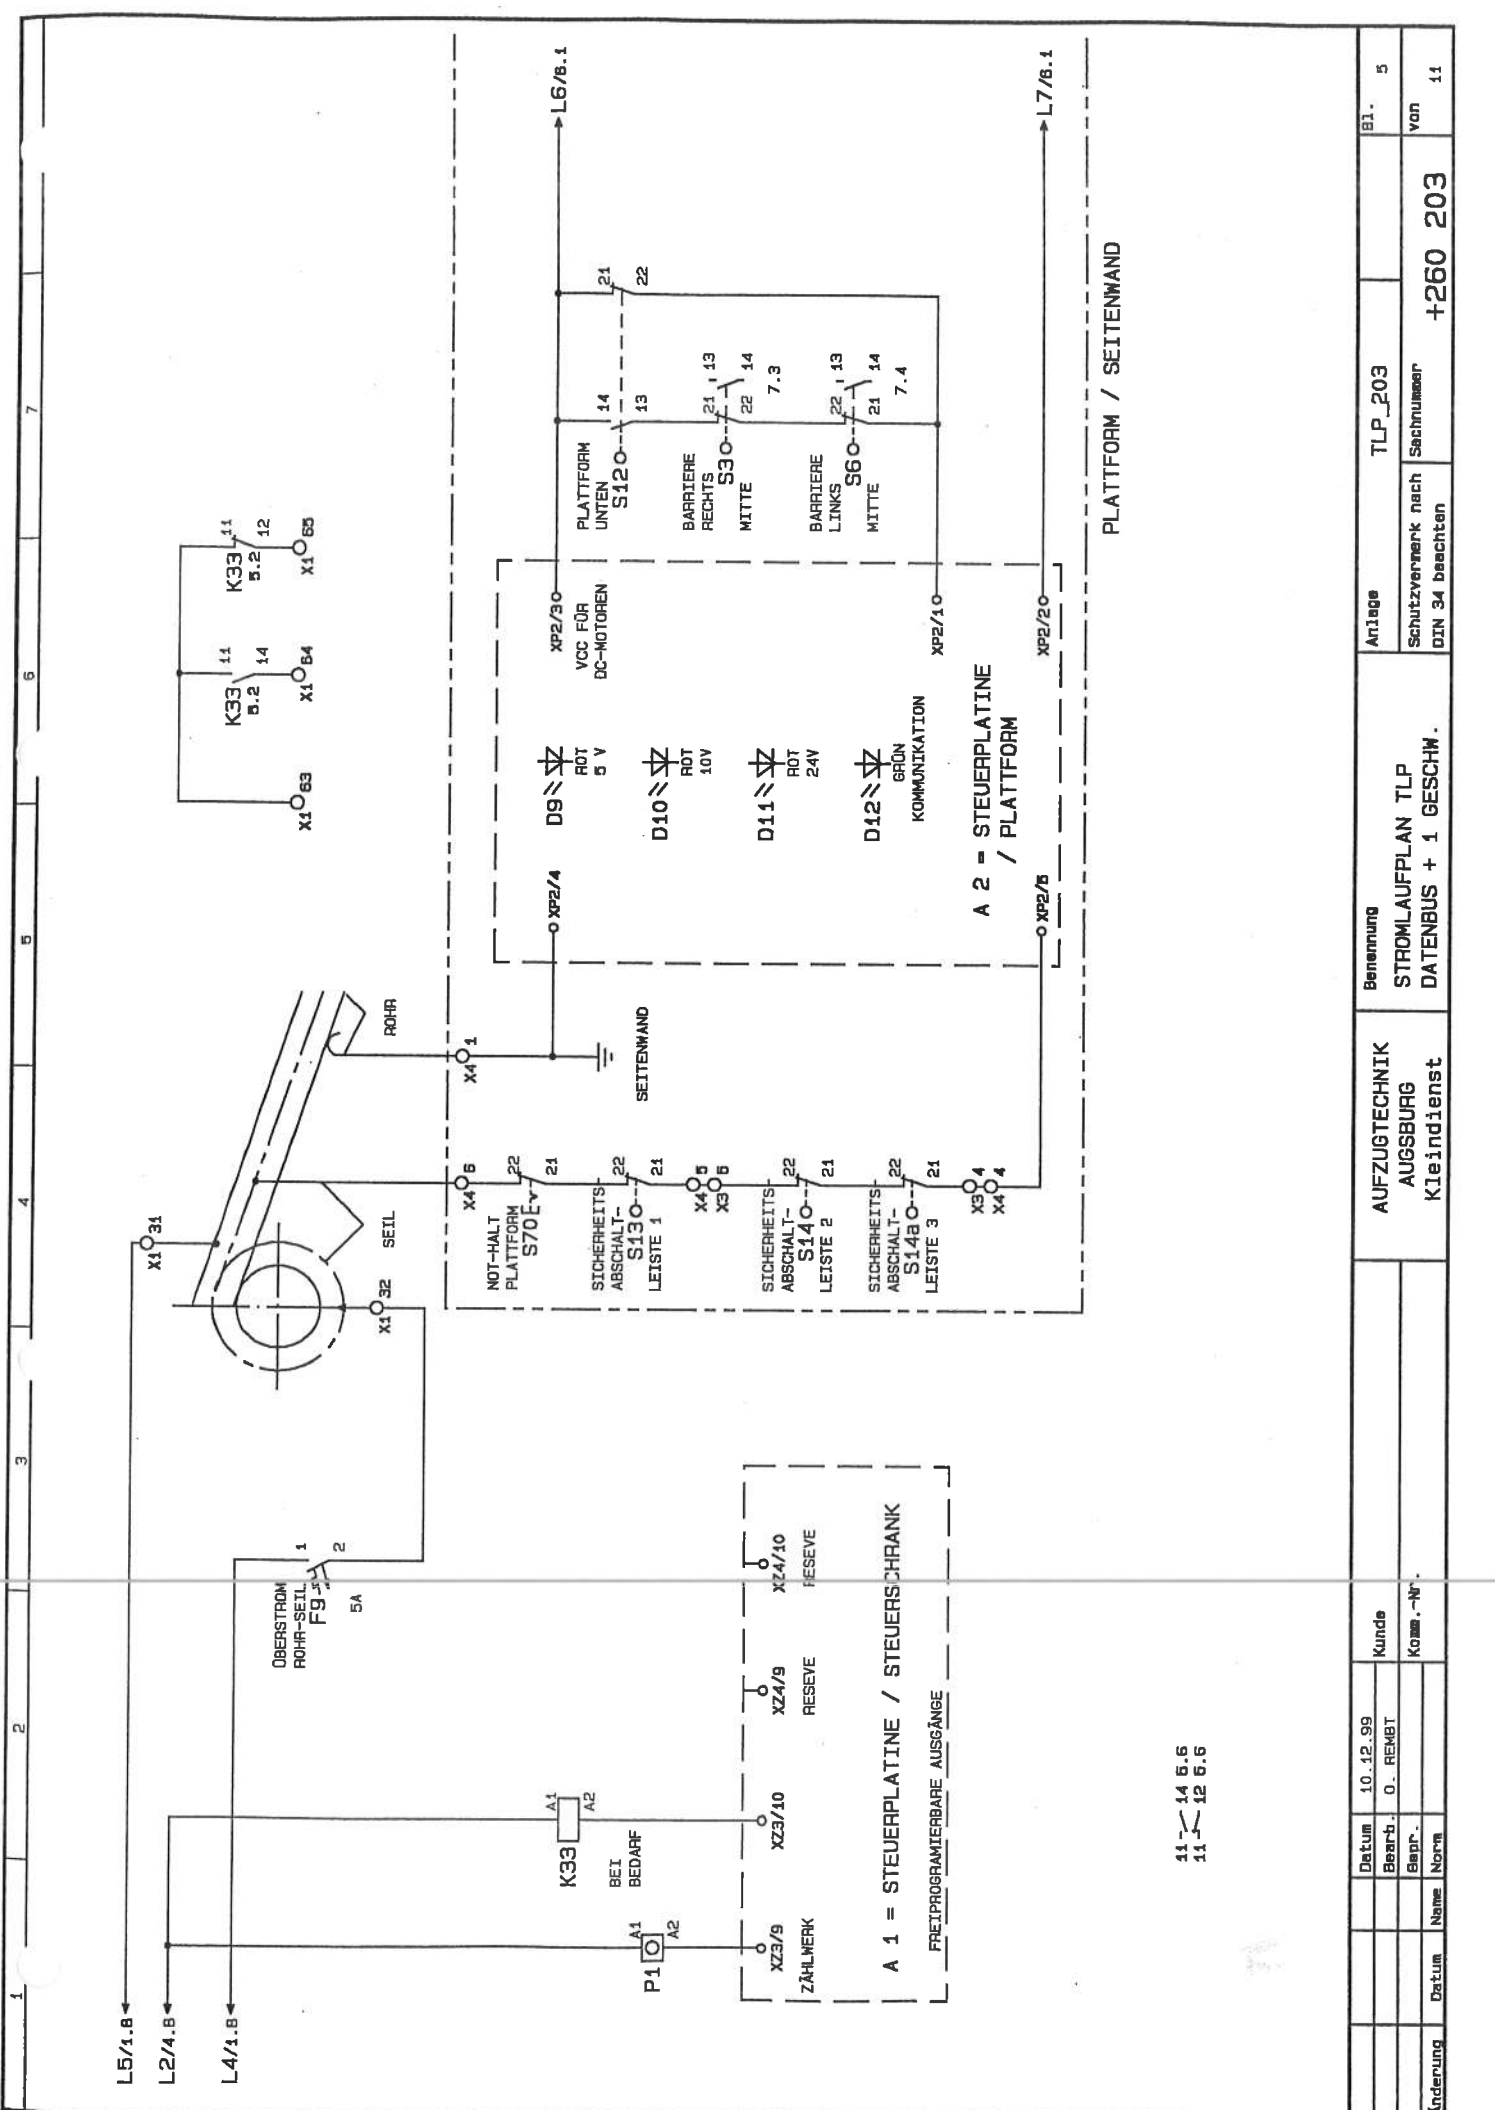 1
2
3
4
5
6
7
L5/1.8
L2/4.8
L4/1.8
X1 31
X1 32
SEIL
ROHR
ÜBERSTROM
ROHR-SEIL
F9
5A
1
2
X1 63
K33
5.2
11
14
X1 64
K33
5.2
11
12
X1 65
K33
A1
A2
BEI
BEDARF
P1
A1
A2
XZ3/9
ZÄHLWERK
XZ3/10
XZ4/9
RESEVE
XZ4/10
RESEVE
A 1 = STEUERPLATINE / STEUERSCHRANK
FREIPROGRAMIERBARE AUSGÄNGE
11 14 5.6
11 12 5.6
X4 6
NOT-HALT
PLATTFORM
S70
22
21
SICHERHEITS-
ABSCHALT-
S13
LEISTE 1
22
21
X4 5
X3 5
SICHERHEITS-
ABSCHALT-
S14
LEISTE 2
22
21
SICHERHEITS-
ABSCHALT-
S14a
LEISTE 3
22
21
X3 4
X4 4
X4 1
SEITENWAND
XP2/4
XP2/5
D9
ROT
5 V
D10
ROT
10V
D11
ROT
24V
D12
GRÜN
KOMMUNIKATION
A 2 = STEUERPLATINE
/ PLATTFORM
XP2/3
VCC FÜR
DC-MOTOREN
XP2/1
XP2/2
PLATTFORM
UNTEN
S12
14
13
21
22
BARRIERE
RECHTS
S3
MITTE
21
22
13
14
7.3
BARRIERE
LINKS
S6
MITTE
22
21
13
14
7.4
L6/6.1
L7/6.1
PLATTFORM / SEITENWAND
Änderung
Datum
Name
Norm
Datum 10.12.99
Bearb. O. REMBT
Gepr.
Kunde
Komm.-Nr.
AUFZUGTECHNIK
AUGSBURG
Kleindienst
Benennung
STROMLAUFPLAN TLP
DATENBUS + 1 GESCHW.
Anlage
TLP_203
Schutzvermerk nach
DIN 34 beachten
Sachnummer
+260 203
Bl. 5
von 11